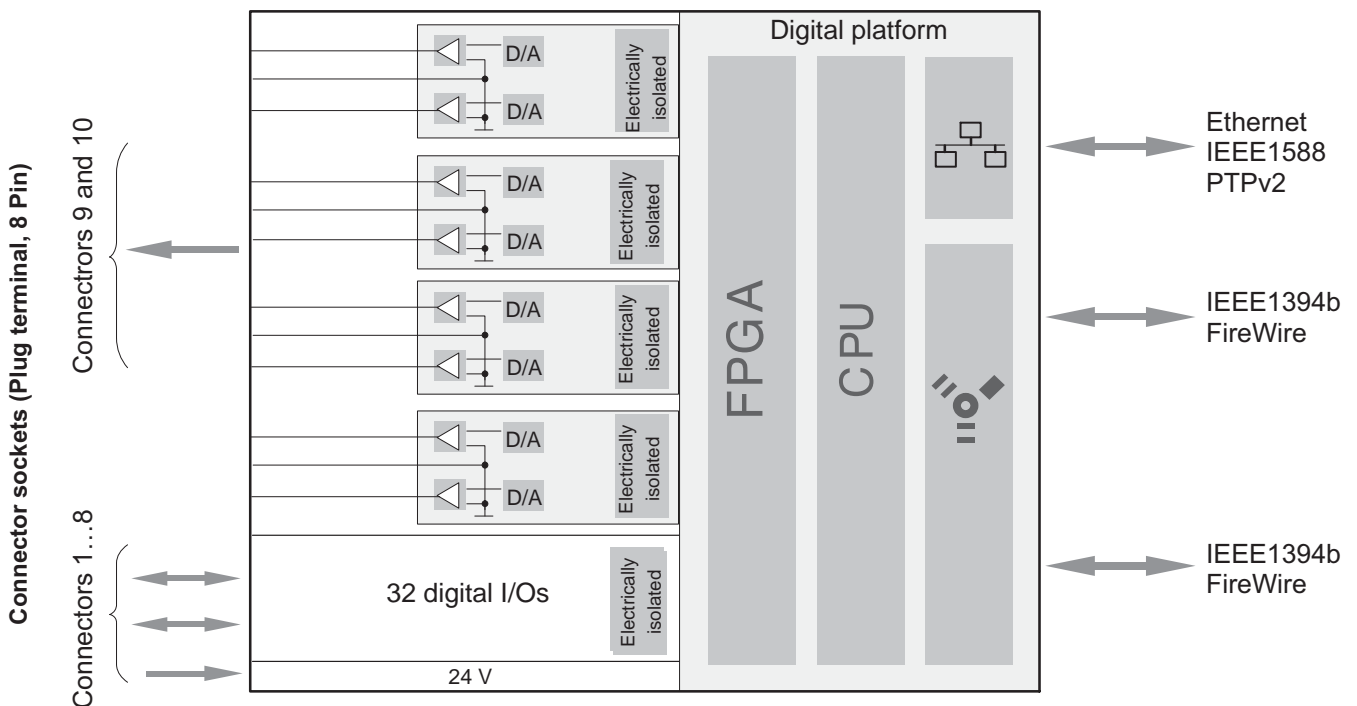 Connector sockets (Plug terminal, 8 Pin)
Connectrors 9 and 10
Connectors 1…8
D/A
D/A
Electrically
isolated
D/A
D/A
Electrically
isolated
D/A
D/A
Electrically
isolated
D/A
D/A
Electrically
isolated
32 digital I/Os
Electrically
isolated
24 V
Digital platform
FPGA
CPU
Ethernet
IEEE1588
PTPv2
IEEE1394b
FireWire
IEEE1394b
FireWire